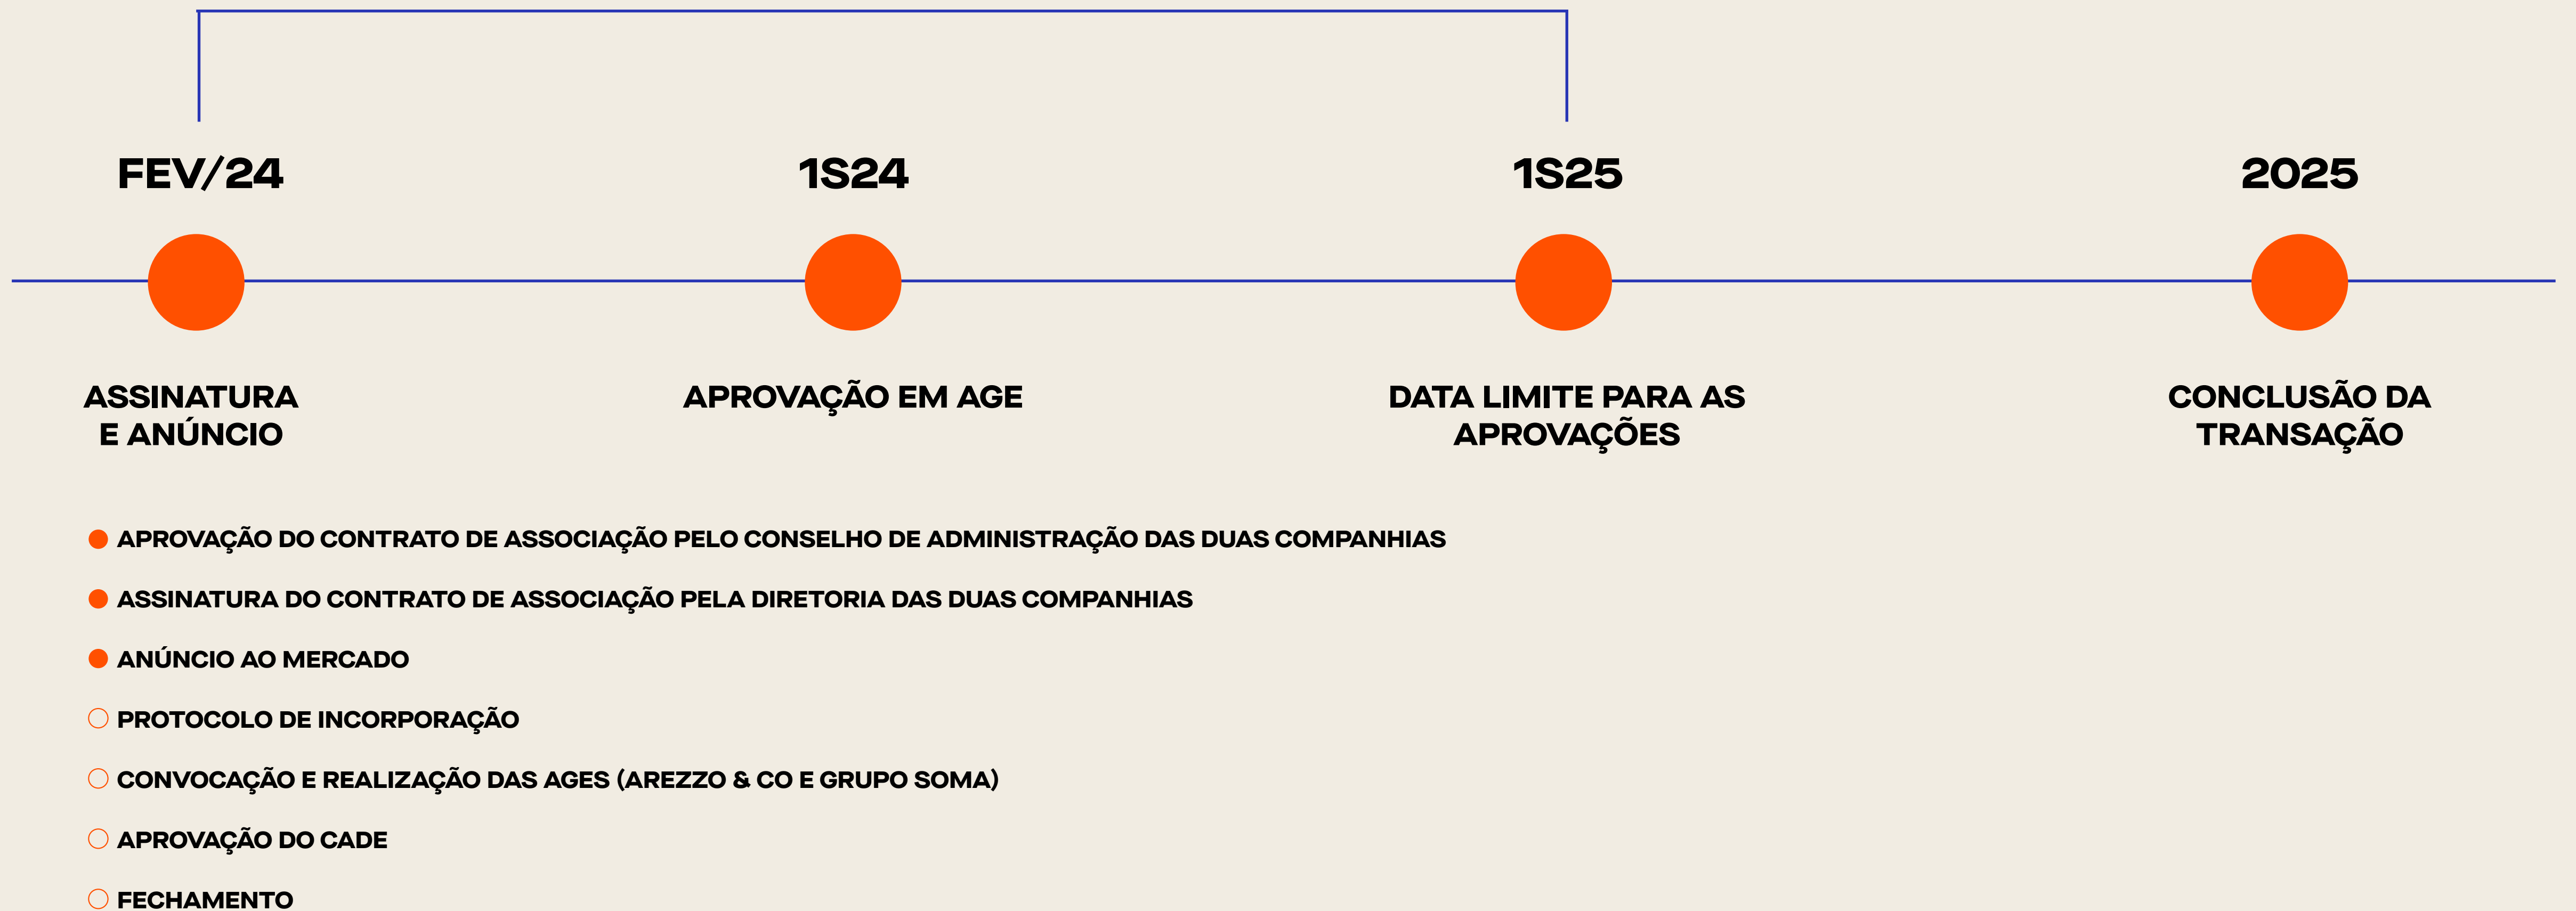 FEV/24
1S24
1S25
2025
ASSINATURA
E ANÚNCIO
APROVAÇÃO EM AGE
DATA LIMITE PARA AS
APROVAÇÕES
CONCLUSÃO DA
TRANSAÇÃO
APROVAÇÃO DO CONTRATO DE ASSOCIAÇÃO PELO CONSELHO DE ADMINISTRAÇÃO DAS DUAS COMPANHIAS
ASSINATURA DO CONTRATO DE ASSOCIAÇÃO PELA DIRETORIA DAS DUAS COMPANHIAS
ANÚNCIO AO MERCADO
PROTOCOLO DE INCORPORAÇÃO
CONVOCAÇÃO E REALIZAÇÃO DAS AGES (AREZZO & CO E GRUPO SOMA)
APROVAÇÃO DO CADE
FECHAMENTO